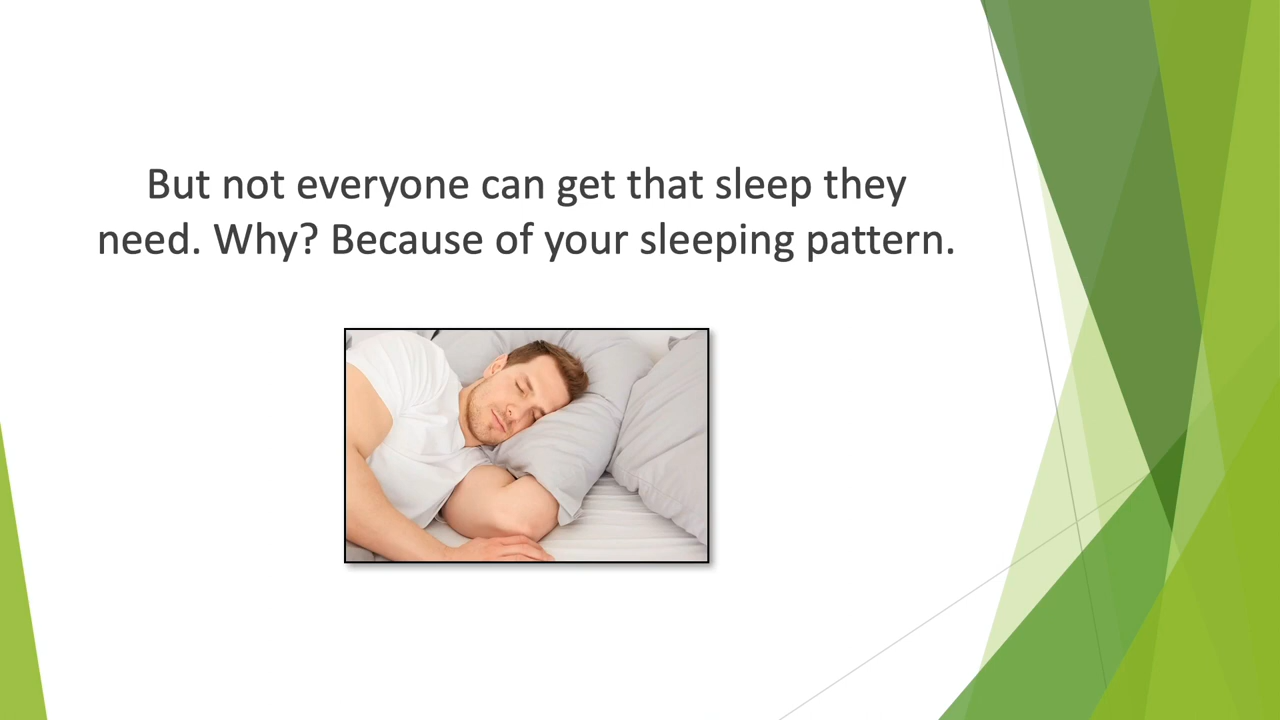 But not everyone can get that sleep they
need. Why? Because of your sleeping pattern.